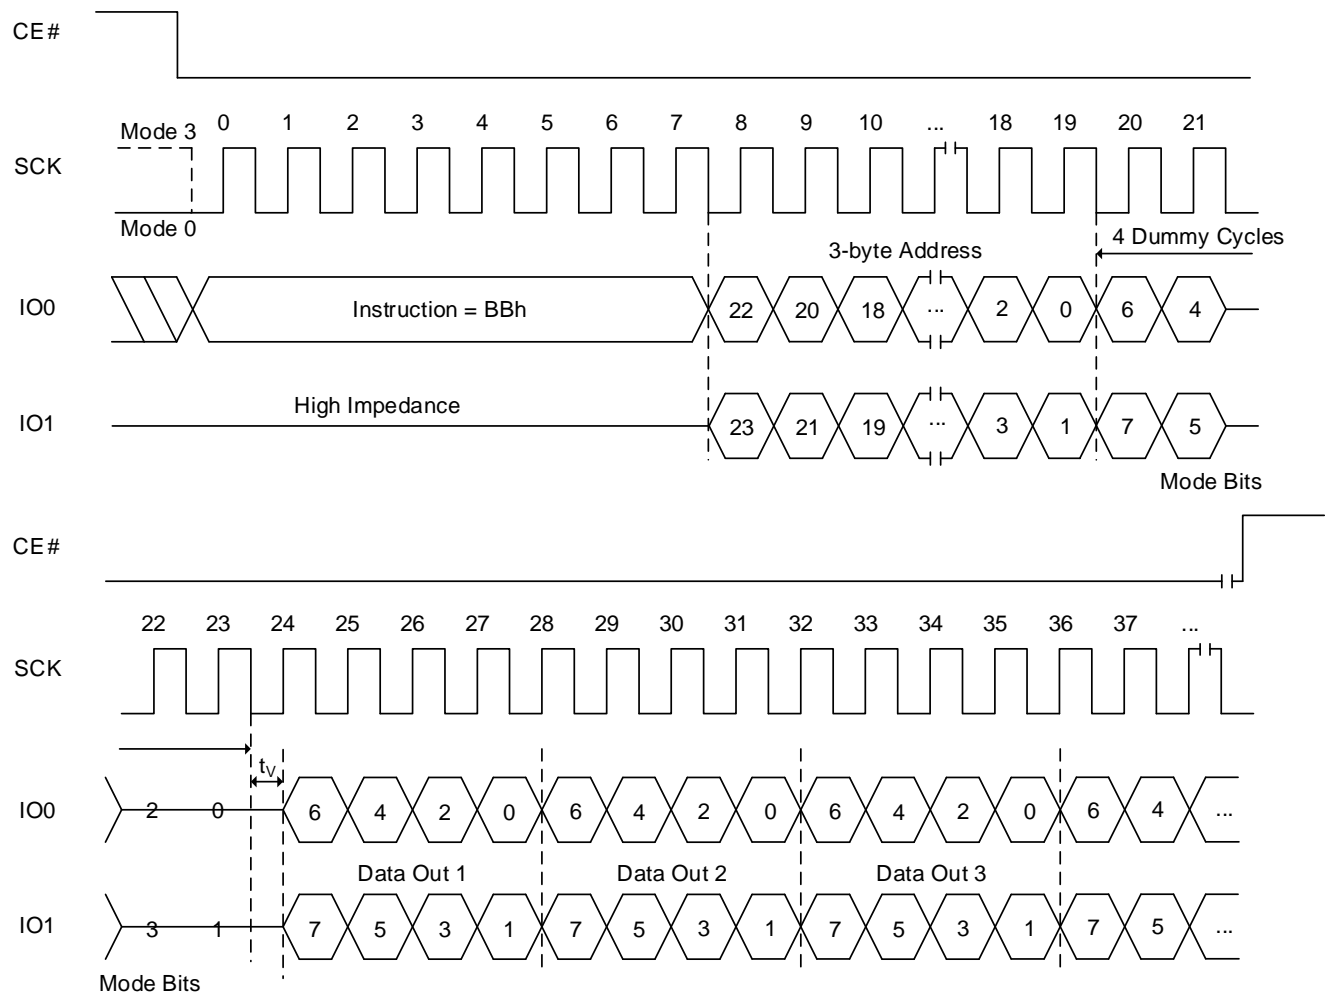 CE#
0 1 2 3 4 5 6 7 8 9 10 ... 18 19 20 21
Mode 3
SCK
Mode 0
4 Dummy Cycles
3-byte Address
IO0 Instruction = BBh 22 20 18 ... 2 0 6 4
High Impedance
IO1 23 21 19 ... 3 1 7 5
Mode Bits
CE#
22 23 24 25 26 27 28 29 30 31 32 33 34 35 36 37 ...
SCK
tV
IO0 2 0 6 4 2 0 6 4 2 0 6 4 2 0 6 4 ...
Data Out 1 Data Out 2 Data Out 3
IO1 3 1 7 5 3 1 7 5 3 1 7 5 3 1 7 5 ...
Mode Bits